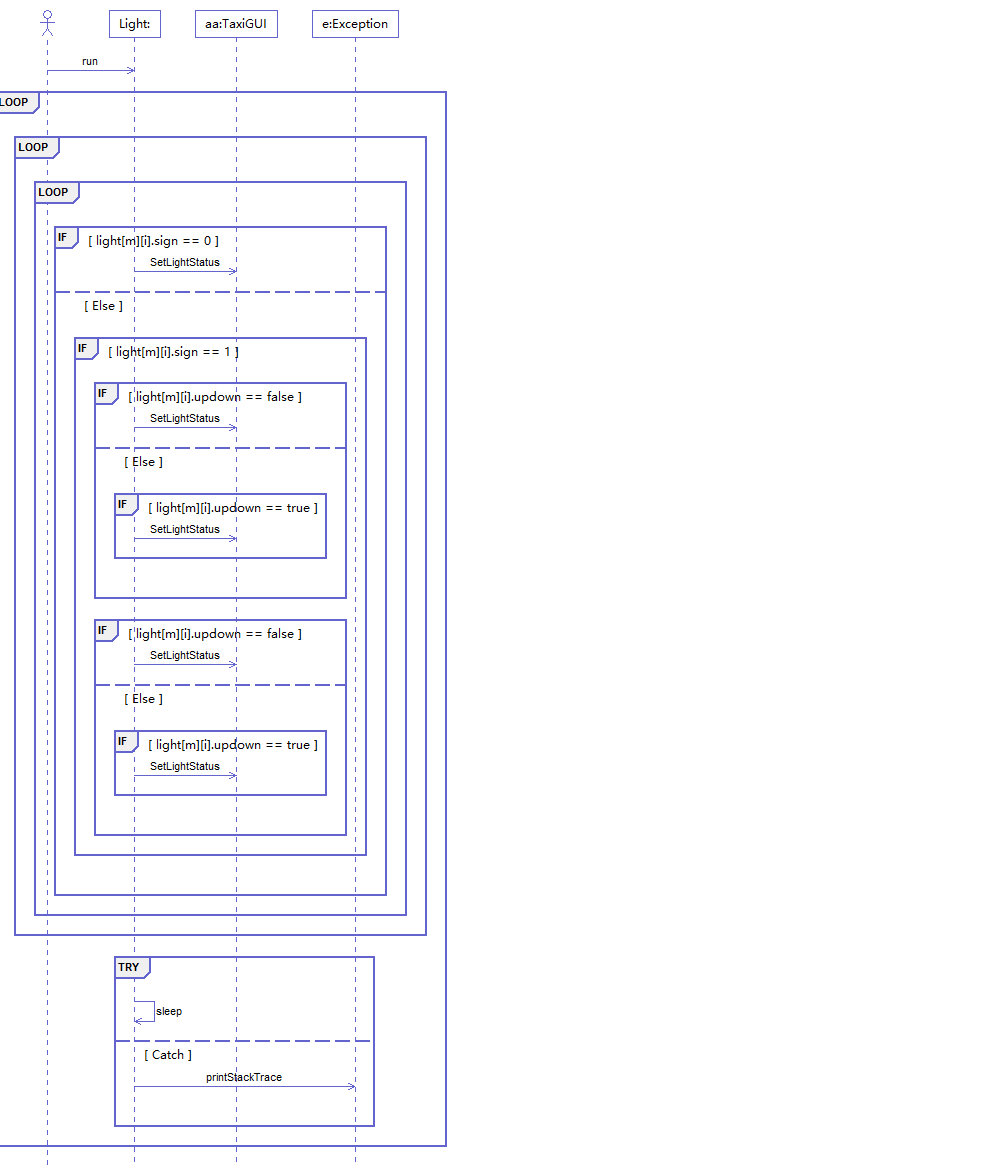 Light: aa:TaxiGUI e:Exception
run
LOOP
LOOP
LOOP
IF [ light[m][i].sign == 0 ]
SetLightStatus
[ Else ]
IF [ light[m][i].sign == 1 ]
IF [ light[m][i].updown == false ]
SetLightStatus
[ Else ]
IF [ light[m][i].updown == true ]
SetLightStatus
IF [ light[m][i].updown == false ]
SetLightStatus
[ Else ]
IF [ light[m][i].updown == true ]
SetLightStatus
TRY
sleep
[ Catch ]
printStackTrace